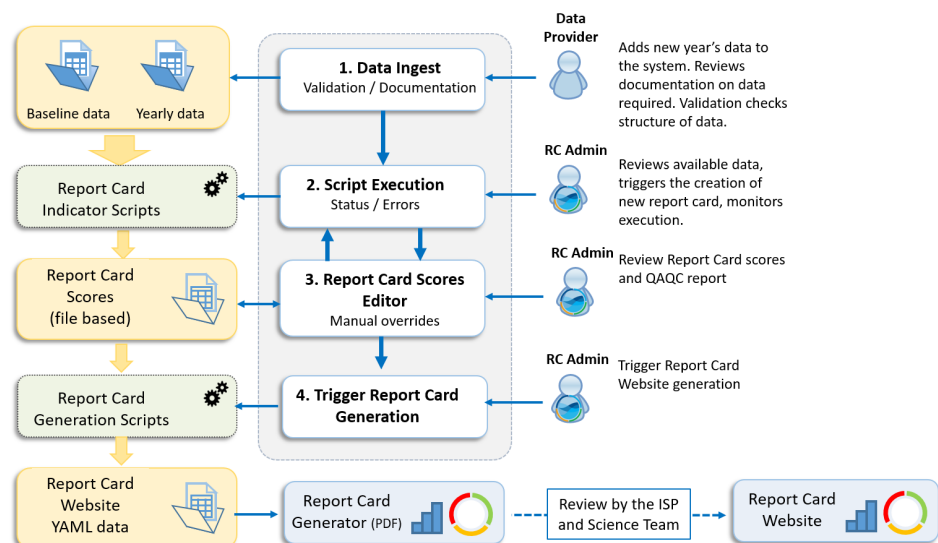 Data
Provider
Adds new year's data to
the system. Reviews
documentation on data
required. Validation checks
structure of data.
1. Data Ingest
Validation / Documentation
Baseline data
Yearly data
RC Admin
Reviews available data,
triggers the creation of
new report card, monitors
execution.
2. Script Execution
Status / Errors
Report Card
Indicator Scripts
RC Admin
Review Report Card scores
and QAQC report
3. Report Card Scores
Editor
Manual overrides
Report Card
Scores
(file based)
RC Admin
Trigger Report Card
Website generation
4. Trigger Report Card
Generation
Report Card
Generation Scripts
Report Card
Website
YAML data
Report Card
Generator (PDF)
Review by the ISP
and Science Team
Report Card
Website